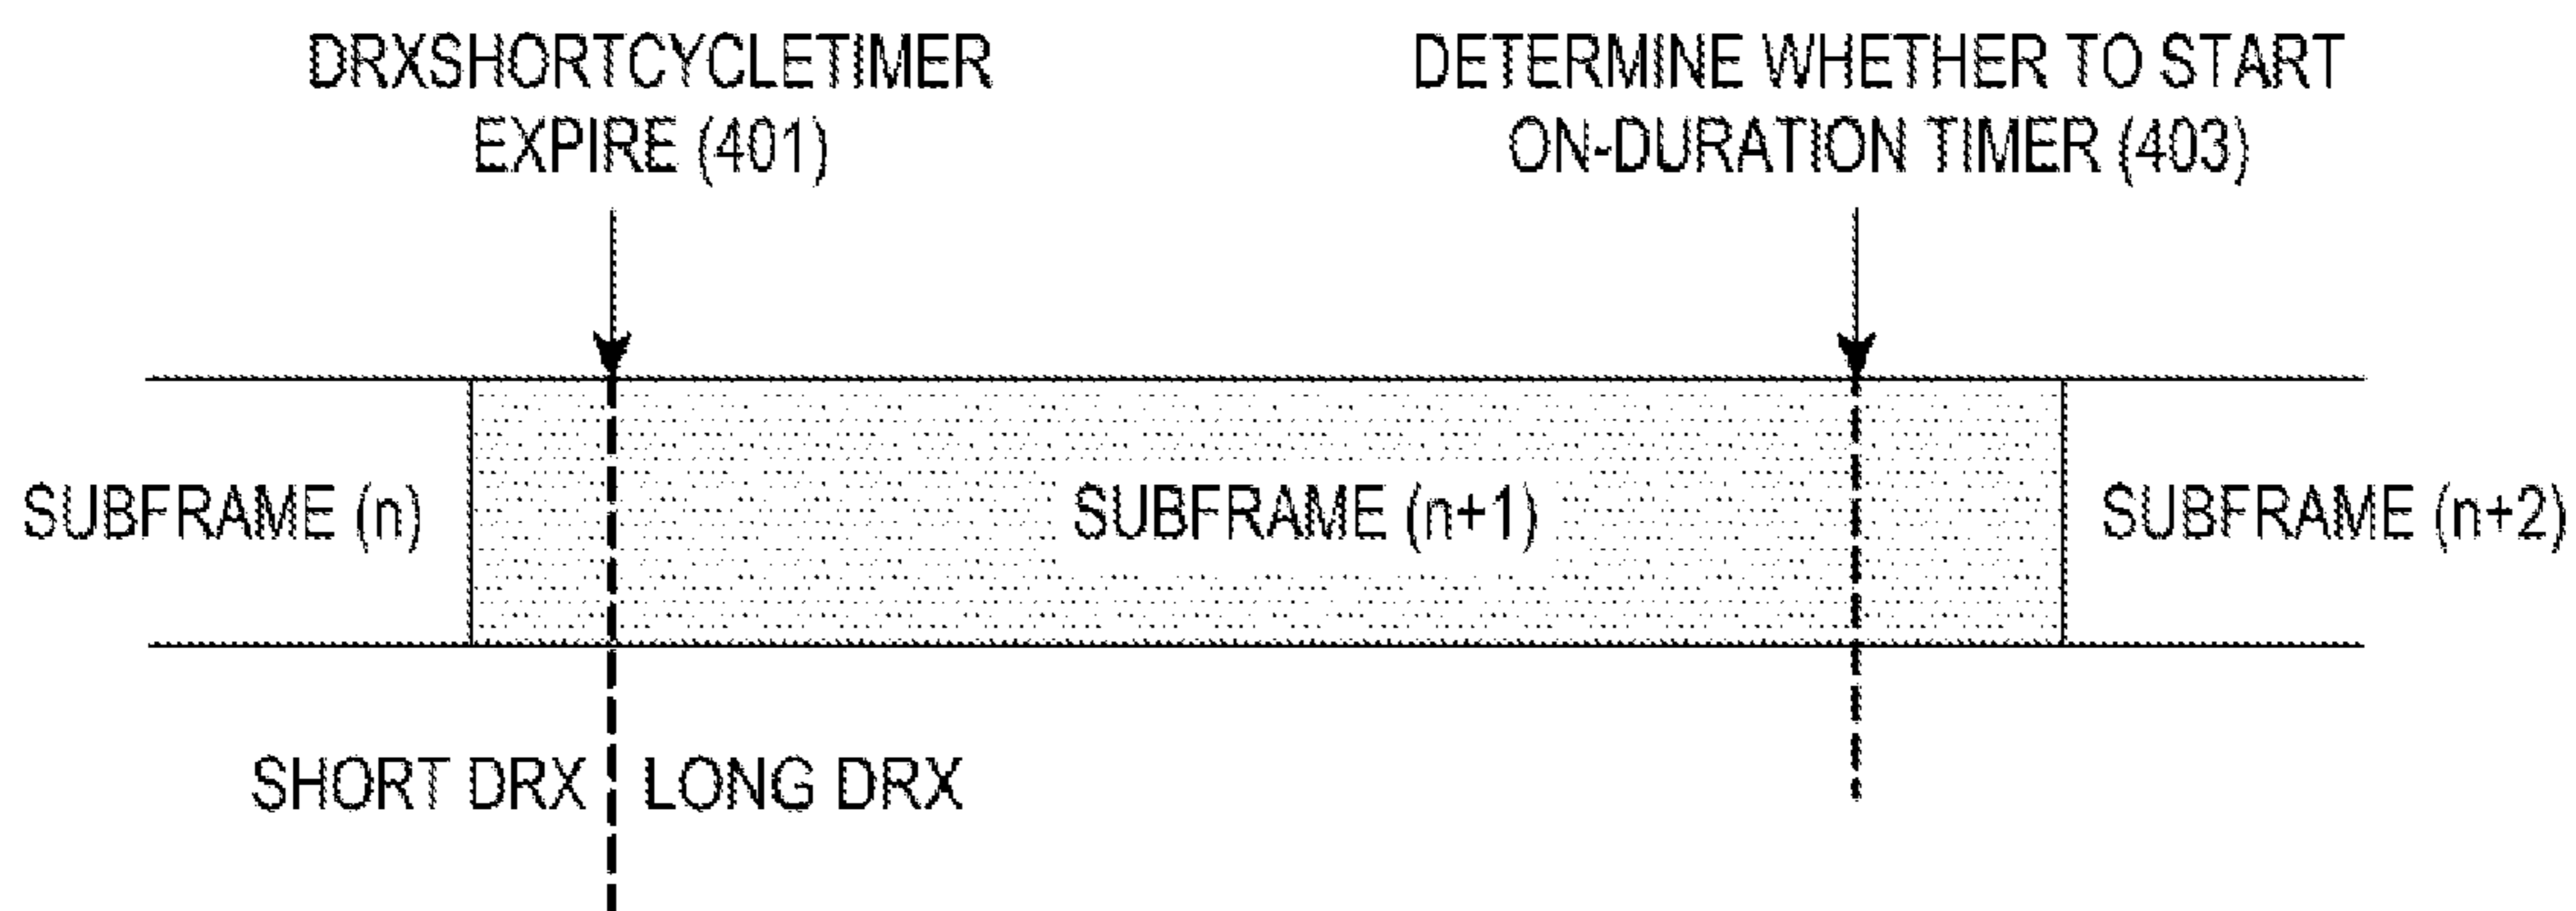 DRXSHORTCYCLETIMER
EXPIRE (401)
DETERMINE WHETHER TO START
ON-DURATION TIMER (403)
SUBFRAME (n)
SUBFRAME (n+1)
SUBFRAME (n+2)
SHORT DRX
LONG DRX